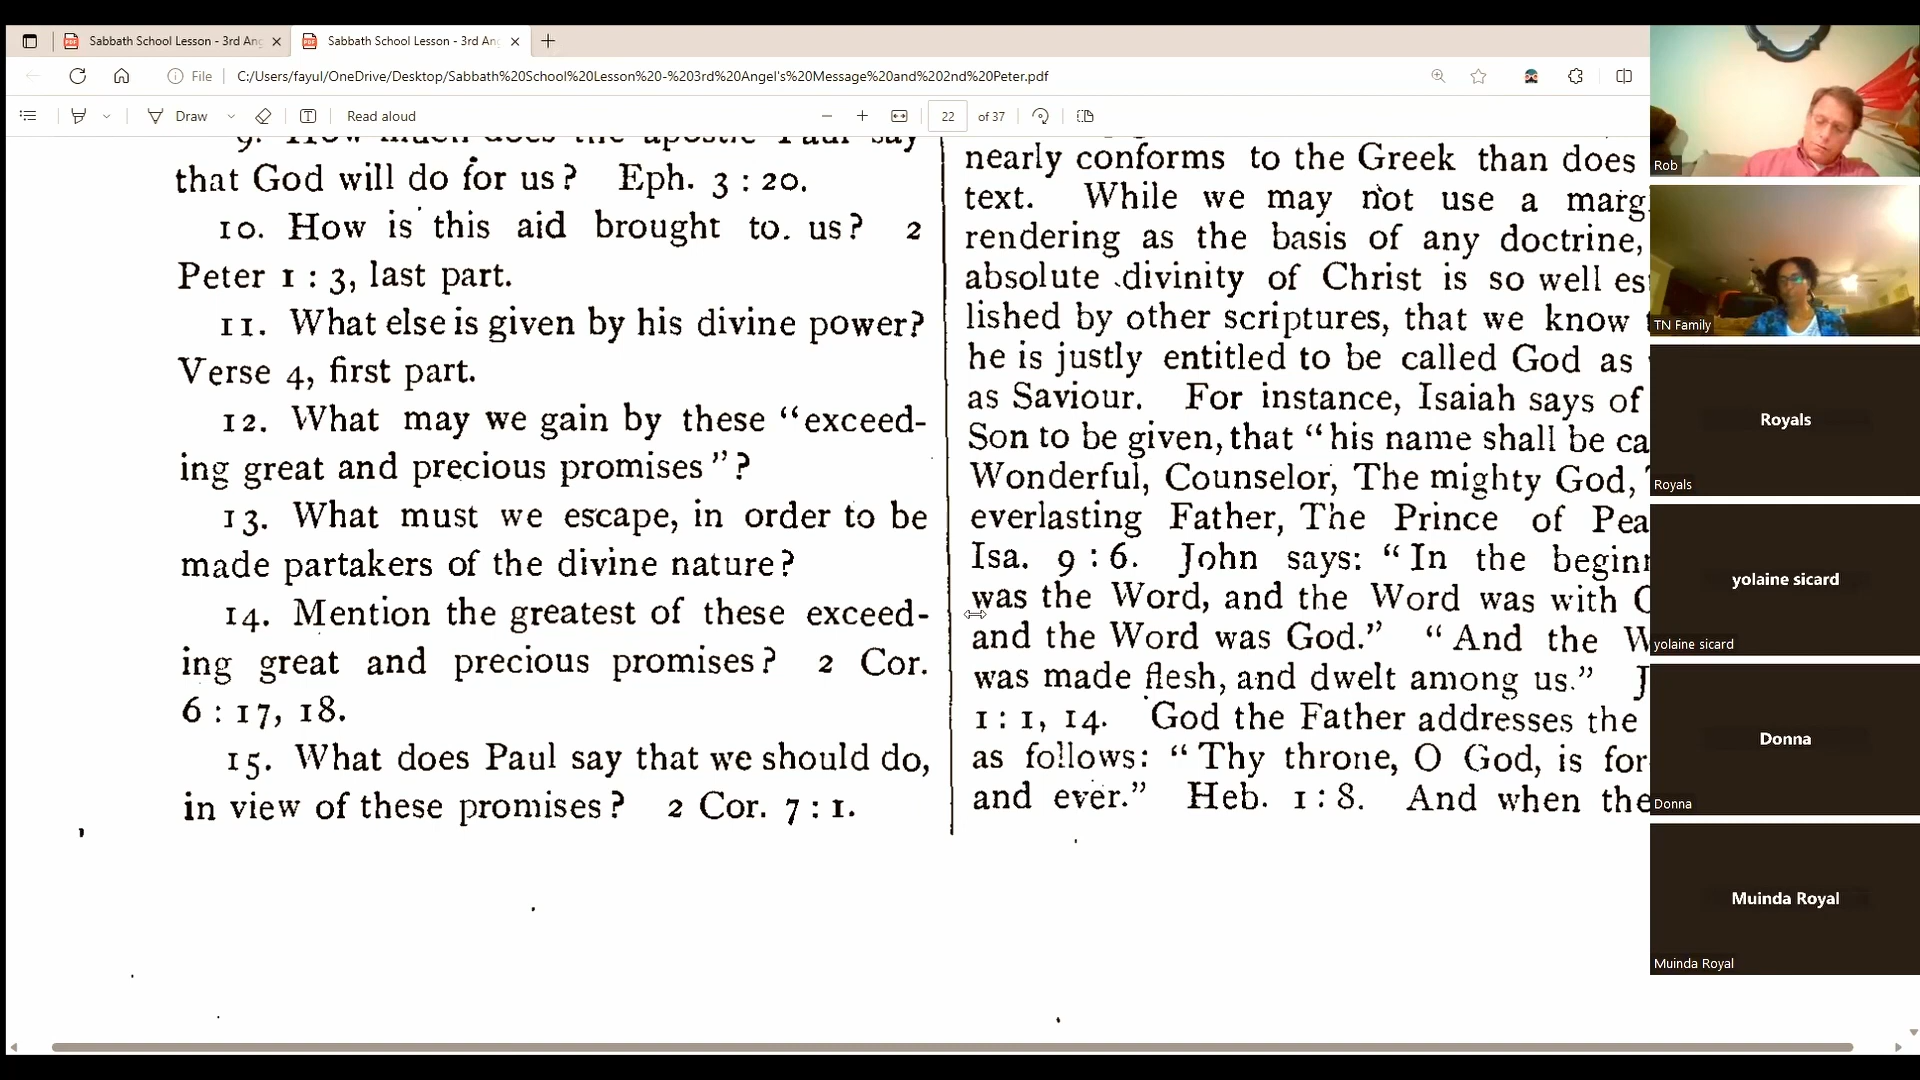 Sabbath School Lesson - 3rd An
Sabbath School Lesson - 3rd An
File
C:/Users/fayul/OneDrive/Desktop/Sabbath%20School%20Lesson%20-%203rd%20Angel's%20Message%20and%202nd%20Peter.pdf
Draw
Read aloud
22
of 37
9. How much does the apostle Paul say
that God will do for us? Eph. 3 : 20.
10. How is this aid brought to. us? 2
Peter 1 : 3, last part.
11. What else is given by his divine power?
Verse 4, first part.
12. What may we gain by these “exceed-
ing great and precious promises”?
13. What must we escape, in order to be
made partakers of the divine nature?
14. Mention the greatest of these exceed-
ing great and precious promises? 2 Cor.
6 : 17, 18.
15. What does Paul say that we should do,
in view of these promises? 2 Cor. 7 : 1.
nearly conforms to the Greek than does
text. While we may not use a marg
rendering as the basis of any doctrine,
absolute divinity of Christ is so well es
lished by other scriptures, that we know
he is justly entitled to be called God as
as Saviour. For instance, Isaiah says of
Son to be given, that “his name shall be ca
Wonderful, Counselor, The mighty God,
everlasting Father, The Prince of Pea
Isa. 9 : 6. John says: “In the beginn
was the Word, and the Word was with
and the Word was God.” “And the W
was made flesh, and dwelt among us.” J
1 : 1, 14. God the Father addresses the
as follows: “Thy throne, O God, is for
and ever.” Heb. 1 : 8. And when the
Rob
TN Family
Royals
Royals
yolaine sicard
yolaine sicard
Donna
Donna
Muinda Royal
Muinda Royal